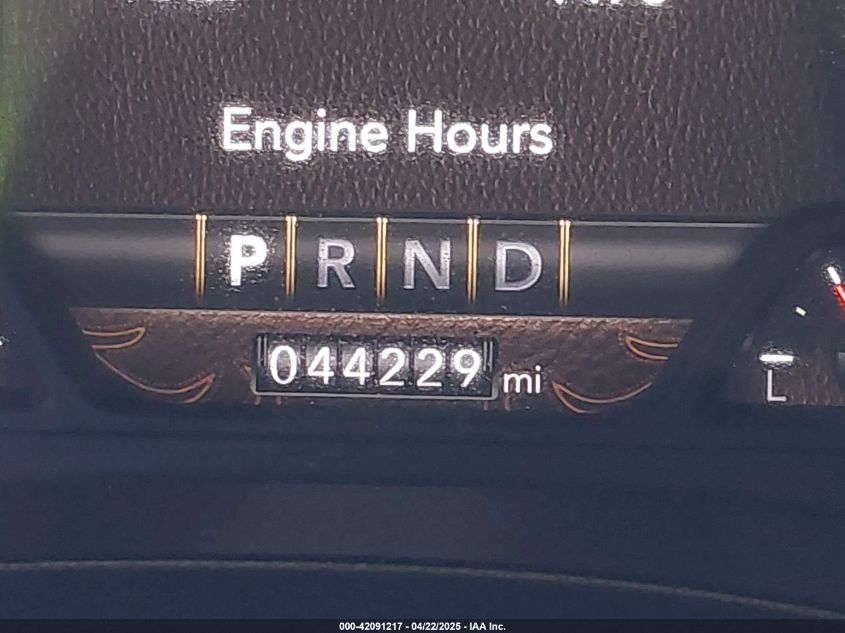 Engine Hours
P R N D
044229 mi
L
000-42091217 - 04/22/2025 - IAA Inc.